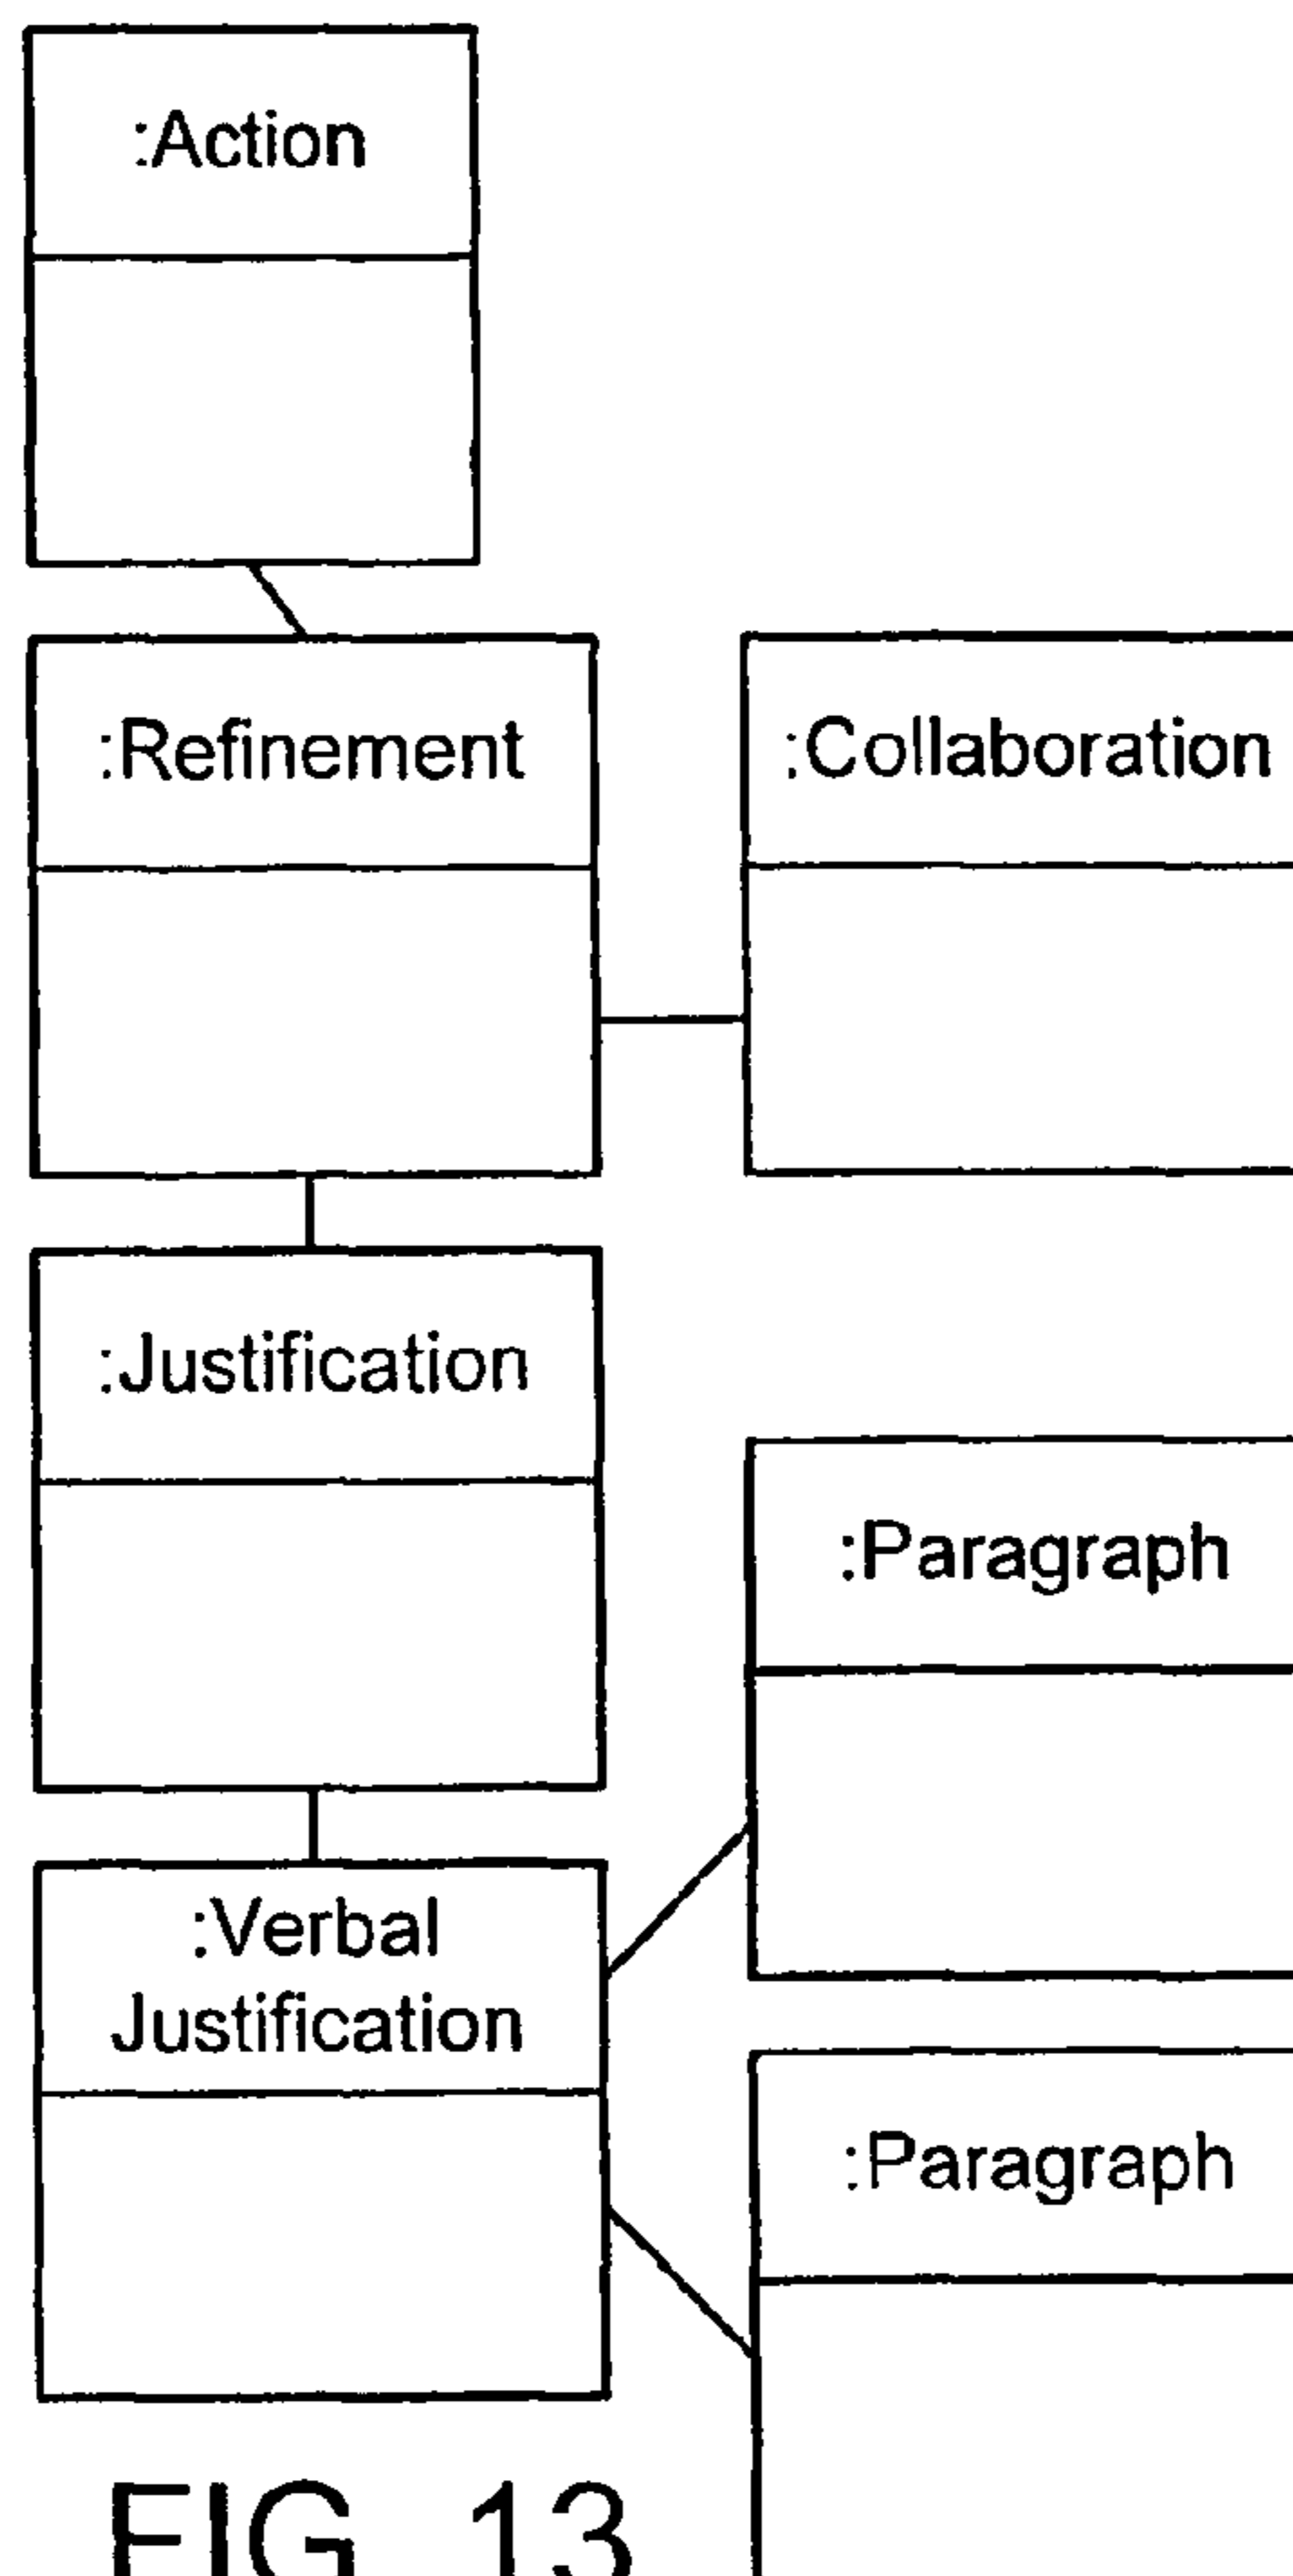 :Action
:Refinement
:Collaboration
:Justification
:Paragraph
:Verbal
Justification
:Paragraph
FIG 13